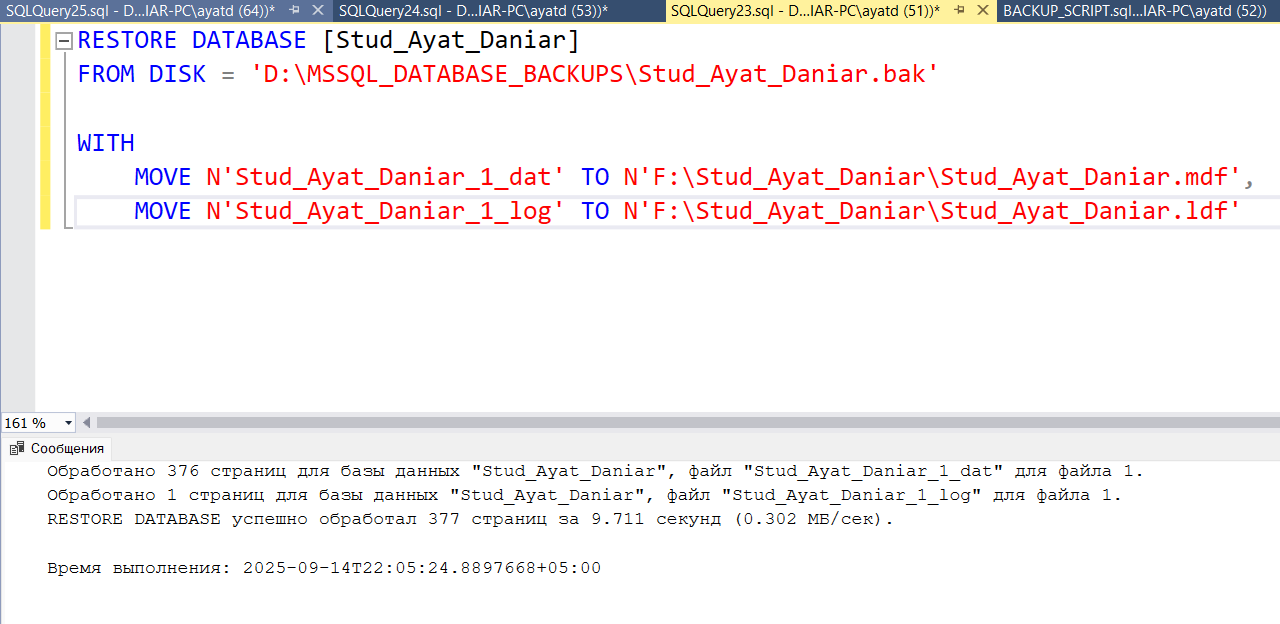 SQLQuery25.sql - D...IAR-PC\ayatd (64))* SQLQuery24.sql - D...IAR-PC\ayatd (53))* SQLQuery23.sql - D...IAR-PC\ayatd (51))* BACKUP_SCRIPT.sql...IAR-PC\ayatd (52))
RESTORE DATABASE [Stud_Ayat_Daniar]
FROM DISK = 'D:\MSSQL_DATABASE_BACKUPS\Stud_Ayat_Daniar.bak'
WITH
MOVE N'Stud_Ayat_Daniar_1_dat' TO N'F:\Stud_Ayat_Daniar\Stud_Ayat_Daniar.mdf',
MOVE N'Stud_Ayat_Daniar_1_log' TO N'F:\Stud_Ayat_Daniar\Stud_Ayat_Daniar.ldf'
161 %
Сообщения
Обработано 376 страниц для базы данных "Stud_Ayat_Daniar", файл "Stud_Ayat_Daniar_1_dat" для файла 1.
Обработано 1 страниц для базы данных "Stud_Ayat_Daniar", файл "Stud_Ayat_Daniar_1_log" для файла 1.
RESTORE DATABASE успешно обработал 377 страниц за 9.711 секунд (0.302 МБ/сек).
Время выполнения: 2025-09-14T22:05:24.8897668+05:00